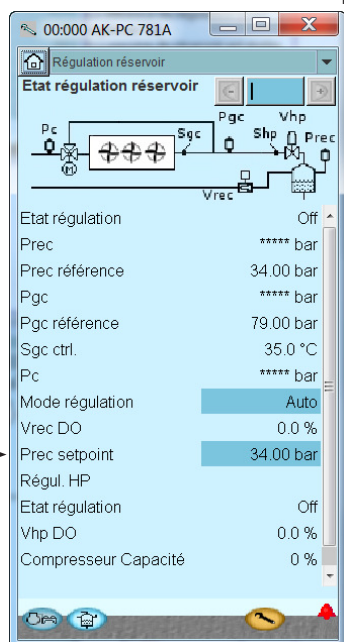 00:000 AK-PC 781A
Régulation réservoir
Etat régulation réservoir
Pgc Vhp
Pc Sgc Shp Prec
M
Vrec
Etat régulation Off
Prec ***** bar
Prec référence 34.00 bar
Pgc ***** bar
Pgc référence 79.00 bar
Sgc ctrl. 35.0 °C
Pc ***** bar
Mode régulation Auto
Vrec DO 0.0 %
Prec setpoint 34.00 bar
Régul. HP
Etat régulation Off
Vhp DO 0.0 %
Compresseur Capacité 0 %